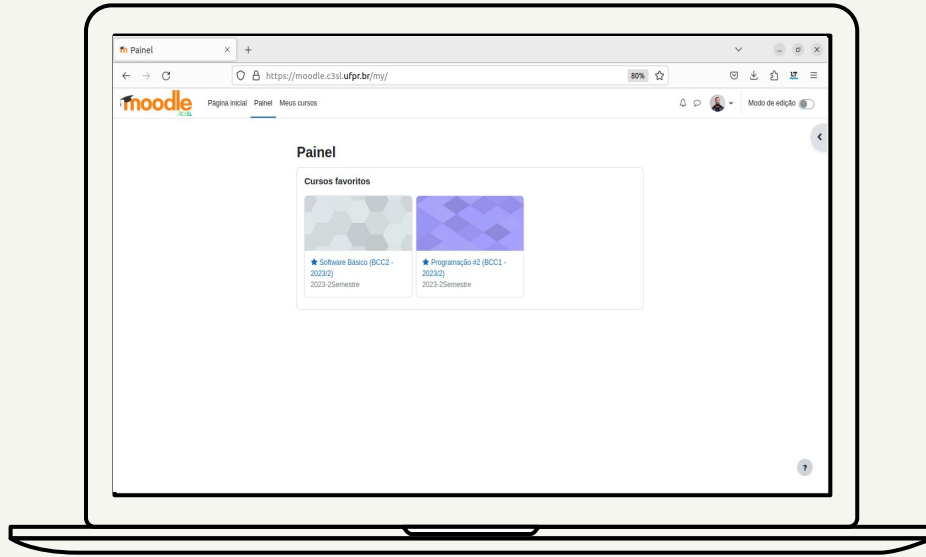 Painel
https://moodle.c3sl.ufpr.br/my/
80%
moodle
C3SL
Página inicial Painel Meus cursos
Modo de edição
Painel
Cursos favoritos
Software Básico (BCC2 -
2023/2)
2023-2Semestre
Programação #2 (BCC1 -
2023/2)
2023-2Semestre
?